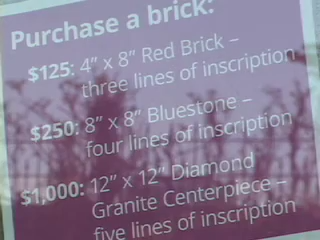 Purchase a brick:
$125: 4” x 8” Red Brick –
three lines of inscription
$250: 8” x 8” Bluestone –
four lines of inscription
$1,000: 12” x 12” Diamond
Granite Centerpiece –
five lines of inscription